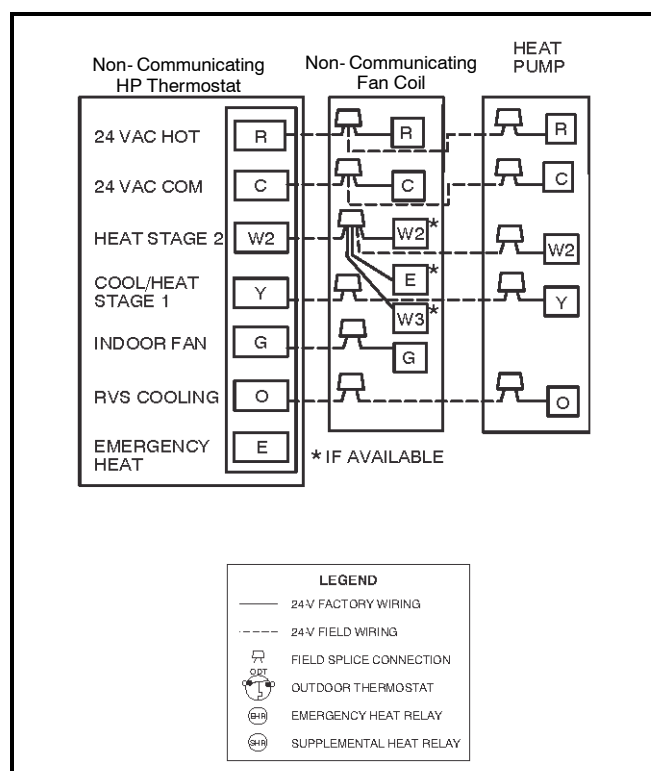 Non- Communicating
HP Thermostat
Non- Communicating
Fan Coil
HEAT
PUMP
24 VAC HOT
R
R
R
24 VAC COM
C
C
C
HEAT STAGE 2
W2
W2
*
W2
E
*
COOL/HEAT
STAGE 1
Y
Y
W3
*
INDOOR FAN
G
G
RVS COOLING
O
O
EMERGENCY
HEAT
E
* IF AVAILABLE
LEGEND
24-V FACTORY WIRING
24-V FIELD WIRING
FIELD SPLICE CONNECTION
ODT
OUTDOOR THERMOSTAT
EHR
EMERGENCY HEAT RELAY
SHR
SUPPLEMENTAL HEAT RELAY